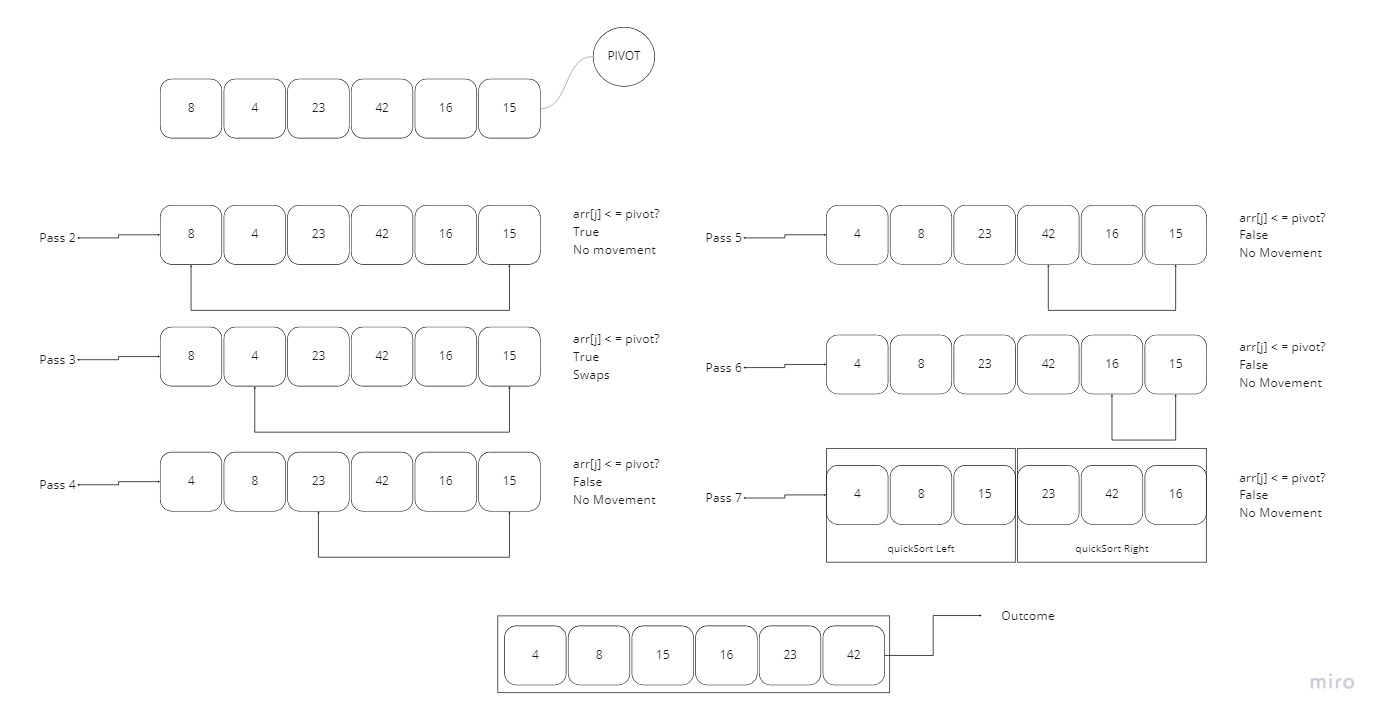 PIVOT
8 4 23 42 16 15
Pass 2
8 4 23 42 16 15
arr[j] < = pivot?
True
No movement
Pass 3
8 4 23 42 16 15
arr[j] < = pivot?
True
Swaps
Pass 4
4 8 23 42 16 15
arr[j] < = pivot?
False
No Movement
Pass 5
4 8 23 42 16 15
arr[j] < = pivot?
False
No Movement
Pass 6
4 8 23 42 16 15
arr[j] < = pivot?
False
No Movement
Pass 7
4 8 15 23 42 16
quickSort Left
quickSort Right
arr[j] < = pivot?
False
No Movement
4 8 15 16 23 42
Outcome
miro